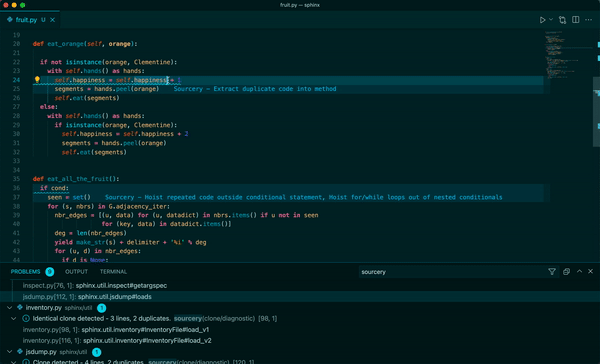 fruit.py — sphinx
fruit.py U
19
20 def eat_orange(self, orange):
21
22 if not isinstance(orange, Clementine):
23 with self.hands() as hands:
24 self.happiness = self.happiness +
25 segments = hands.peel(orange) Sourcery - Extract duplicate code into method
26 self.eat(segments)
27 else:
28 with self.hands() as hands:
29 if isinstance(orange, Clementine):
30 self.happiness = self.happiness + 2
31 segments = hands.peel(orange)
32 self.eat(segments)
33
34
35 def eat_all_the_fruit():
36 if cond:
37 seen = set() Sourcery - Hoist repeated code outside conditional statement, Hoist for/while loops out of nested conditionals
38 for (s, nbrs) in G.adjacency_iter:
39 nbr_edges = [(u, data) for (u, datadict) in nbrs.items() if u not in seen
40 for (key, data) in datadict.items()]
41 deg = len(nbr_edges)
42 yield make_str(s) + delimiter + '%i' % deg
43 for (u, d) in nbr_edges:
44 if d is None:
PROBLEMS OUTPUT TERMINAL sourcery
inspect.py[76, 1]: sphinx.util.inspect#getargspec
jsdump.py[112, 1]: sphinx.util.jsdump#loads
inventory.py sphinx/util 1
Identical clone detected - 3 lines, 2 duplicates. sourcery(clone/diagnostic) [98, 1]
inventory.py[98, 1]: sphinx.util.inventory#InventoryFile#load_v1
inventory.py[116, 1]: sphinx.util.inventory#InventoryFile#load_v2
jsdump.py sphinx/util 1
Clone detected - 4 lines, 2 duplicates. sourcery(clone/diagnostic) [120, 1]